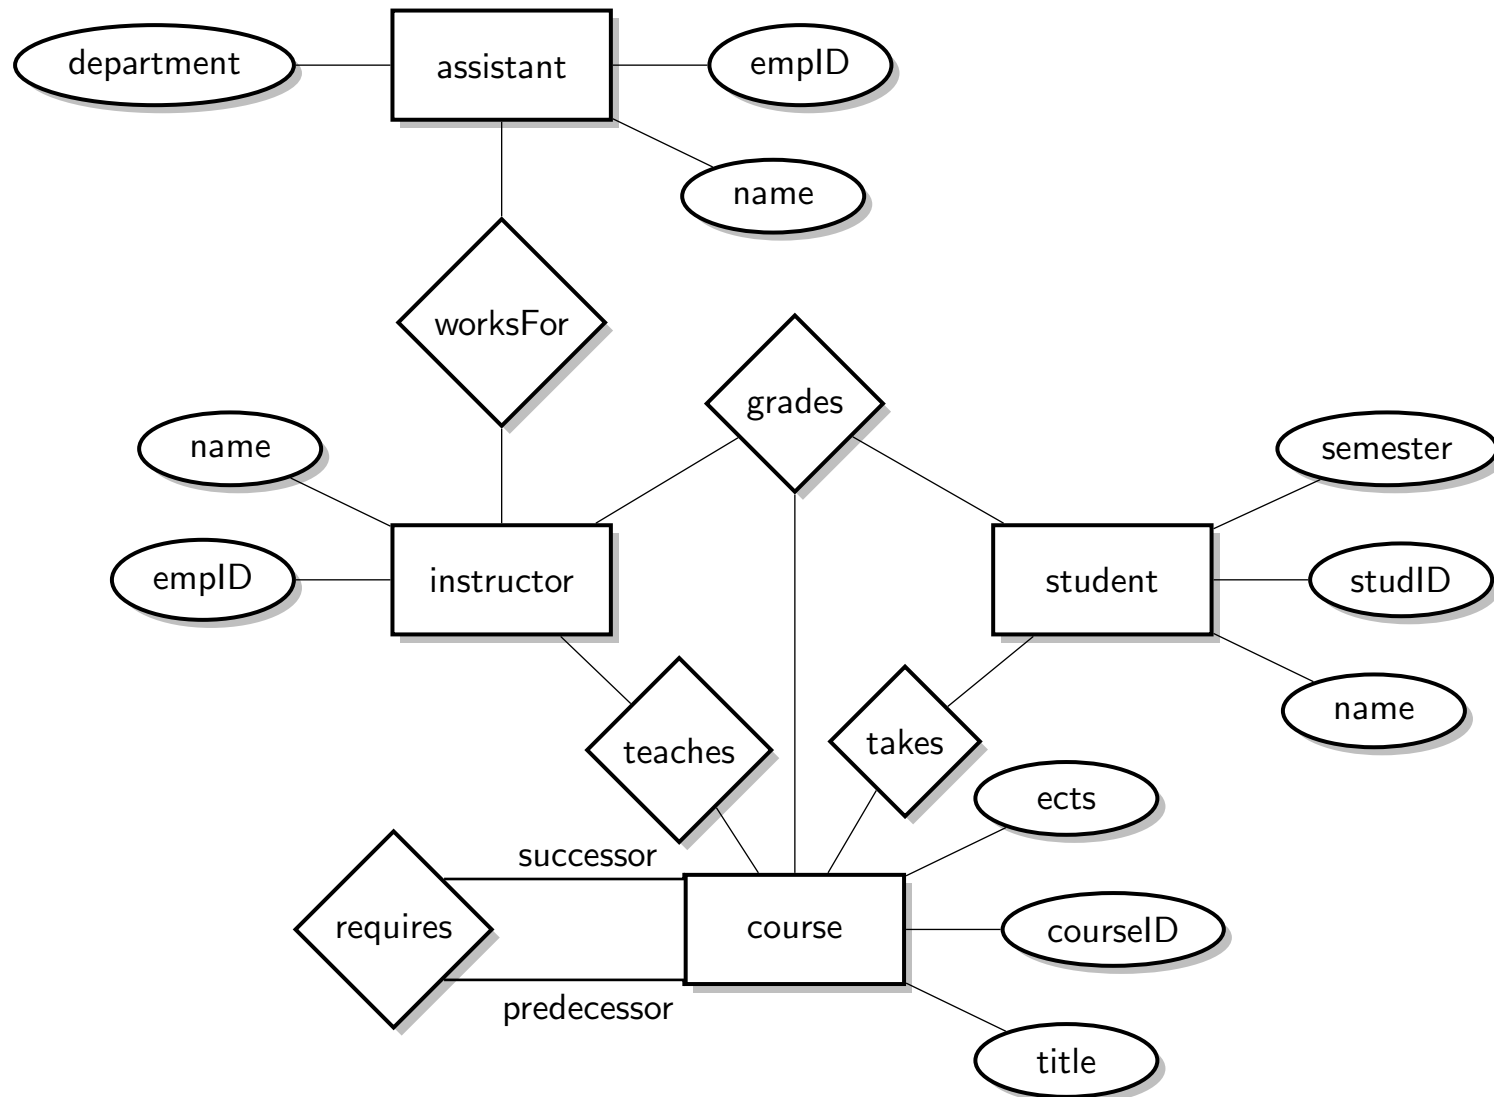 department
assistant
empID
name
worksFor
grades
name
semester
empID
instructor
student
studID
name
teaches
takes
ects
successor
requires
course
courseID
predecessor
title